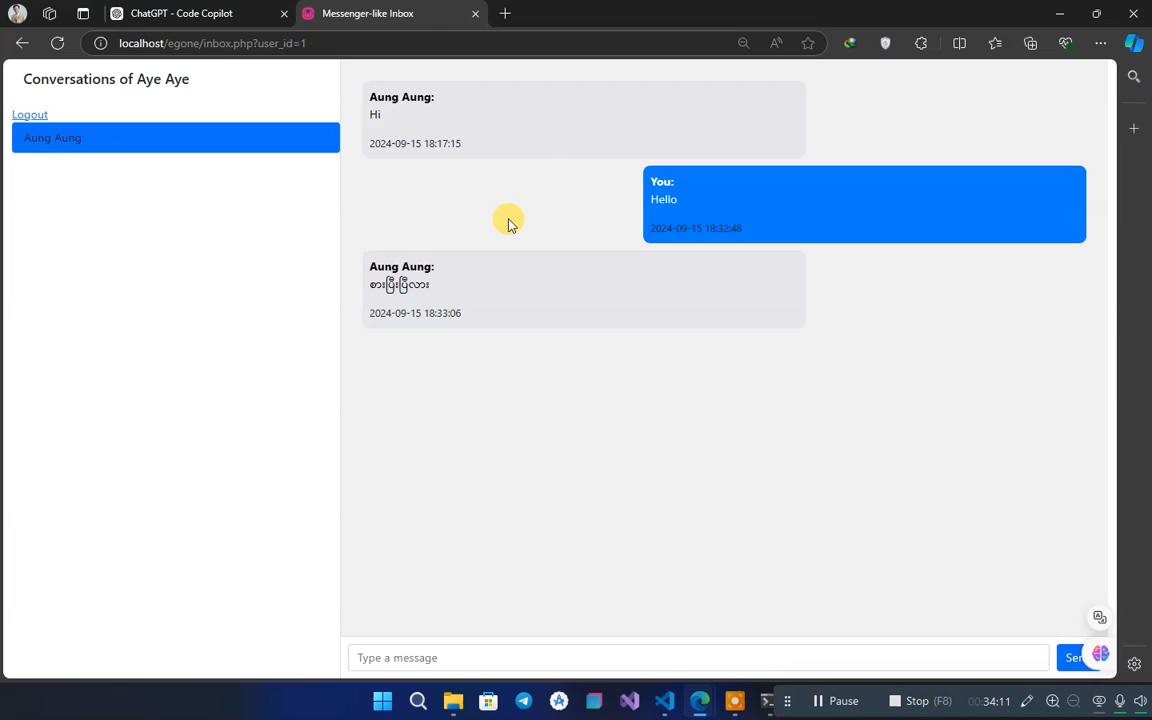 ChatGPT - Code Copilot
Messenger-like Inbox
localhost/egone/inbox.php?user_id=1
Conversations of Aye Aye
Logout
Aung Aung
Aung Aung:
Hi
2024-09-15 18:17:15
You:
Hello
2024-09-15 18:32:48
Aung Aung:
စားပြီးပြီလား
2024-09-15 18:33:06
Type a message
Pause
Stop (F8)
00:34:11